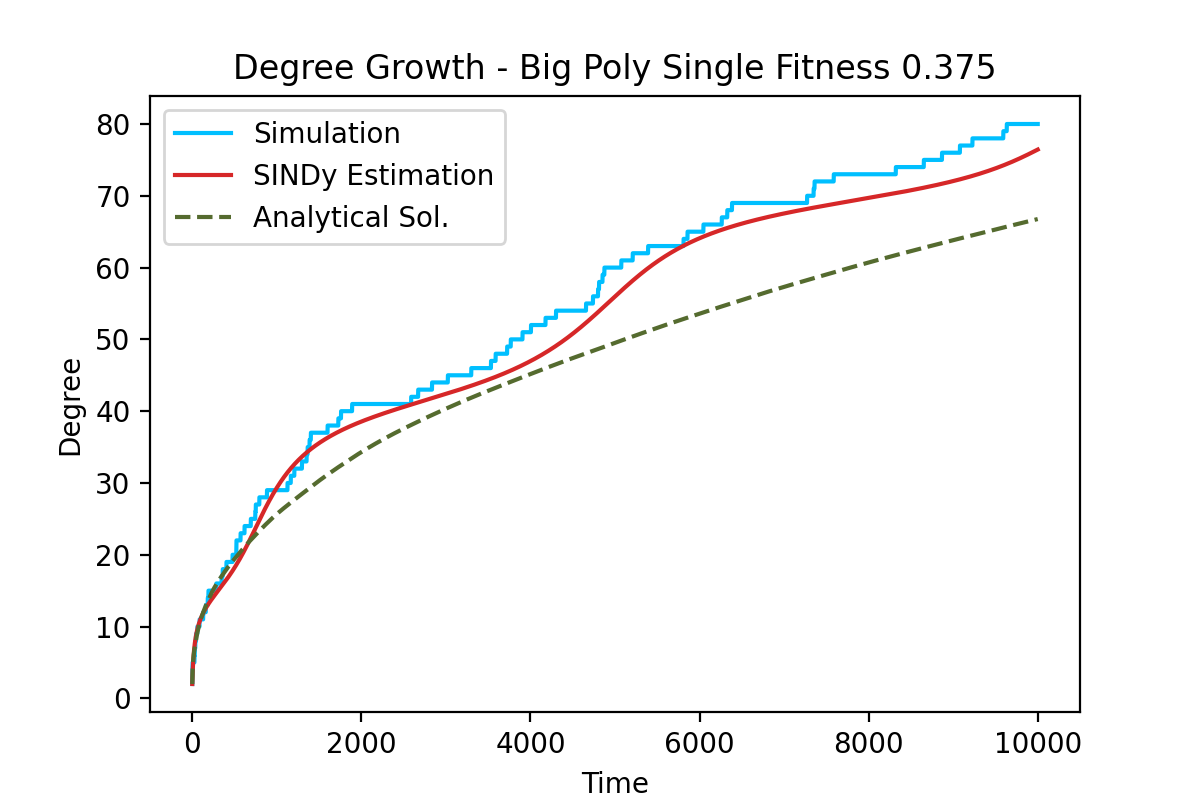 Degree Growth - Big Poly Single Fitness 0.375
Simulation
SINDy Estimation
Analytical Sol.
80
70
60
50
40
30
20
10
0
Degree
0 2000 4000 6000 8000 10000
Time